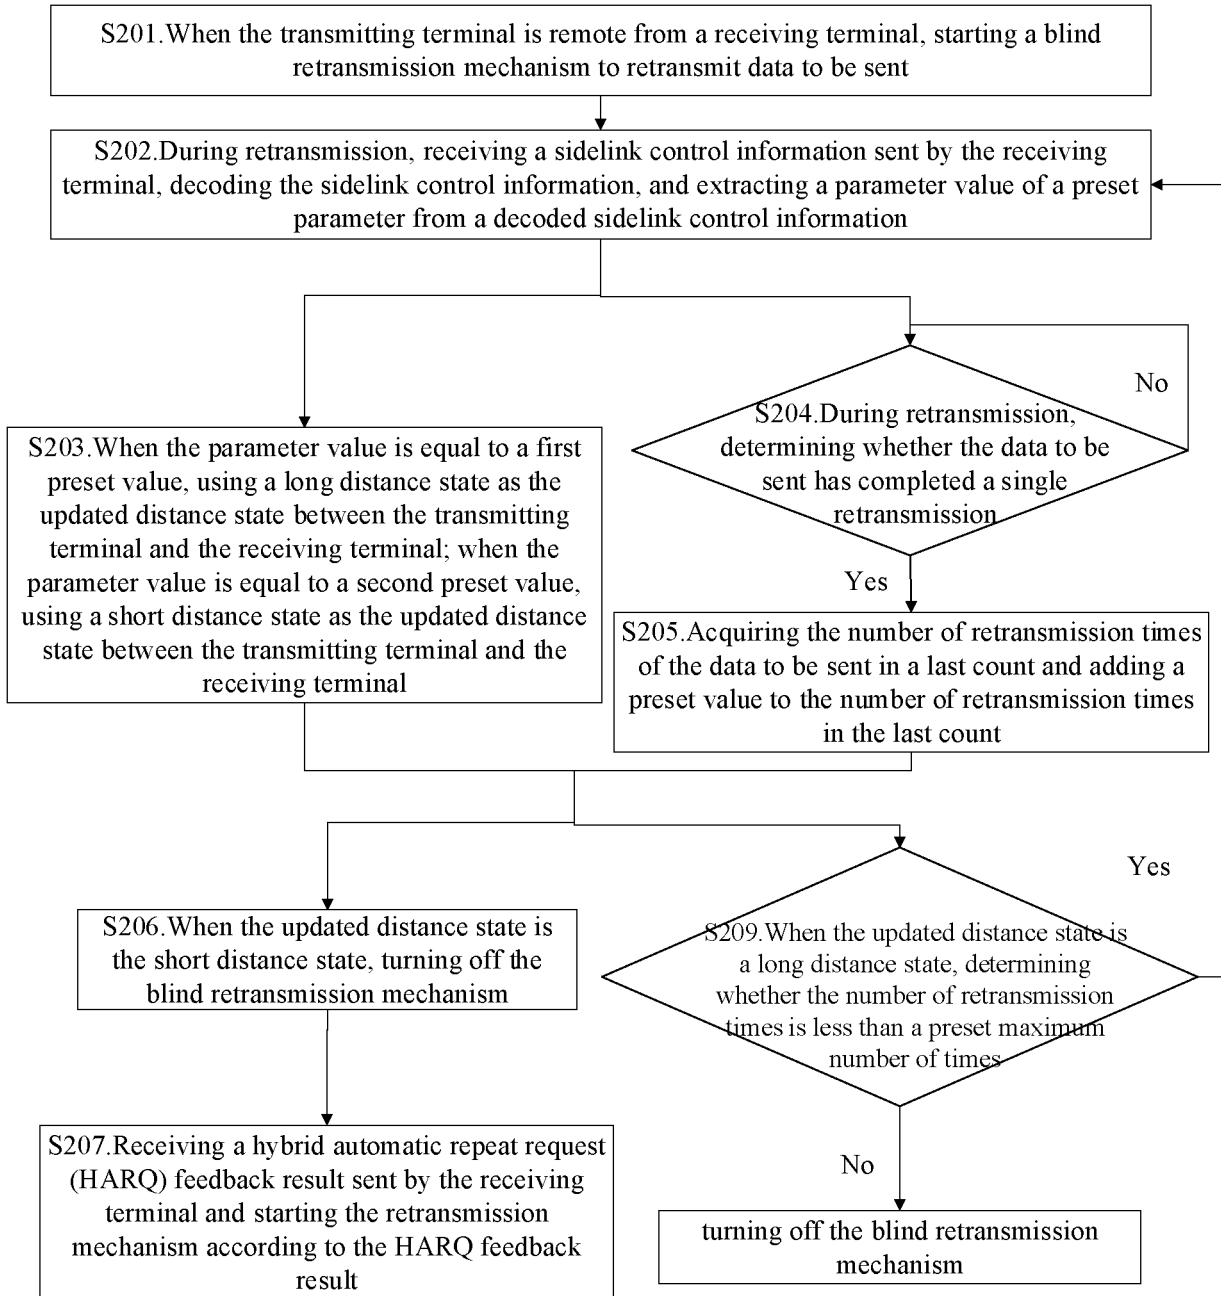 S201.When the transmitting terminal is remote from a receiving terminal, starting a blind
retransmission mechanism to retransmit data to be sent
S202.During retransmission, receiving a sidelink control information sent by the receiving
terminal, decoding the sidelink control information, and extracting a parameter value of a preset
parameter from a decoded sidelink control information
No
S204.During retransmission,
determining whether the data to be
sent has completed a single
retransmission
S203.When the parameter value is equal to a first
preset value, using a long distance state as the
updated distance state between the transmitting
terminal and the receiving terminal; when the
parameter value is equal to a second preset value,
using a short distance state as the updated distance
state between the transmitting terminal and the
receiving terminal
Yes
S205.Acquiring the number of retransmission times
of the data to be sent in a last count and adding a
preset value to the number of retransmission times
in the last count
Yes
S206.When the updated distance state is
the short distance state, turning off the
blind retransmission mechanism
S209.When the updated distance state is
a long distance state, determining
whether the number of retransmission
times is less than a preset maximum
number of times
S207.Receiving a hybrid automatic repeat request
(HARQ) feedback result sent by the receiving
terminal and starting the retransmission
mechanism according to the HARQ feedback
result
No
turning off the blind retransmission
mechanism